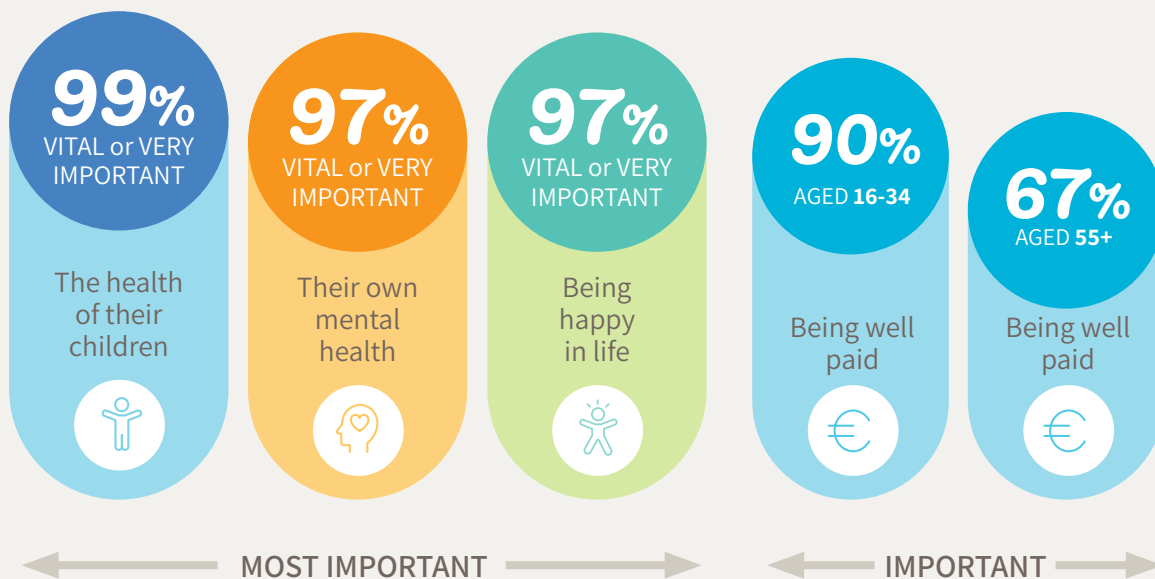 99%
VITAL or VERY
IMPORTANT
The health
of their
children
97%
VITAL or VERY
IMPORTANT
Their own
mental
health
97%
VITAL or VERY
IMPORTANT
Being
happy
in life
90%
AGED 16-34
Being well
paid
€
67%
AGED 55+
Being well
paid
€
MOST IMPORTANT
IMPORTANT